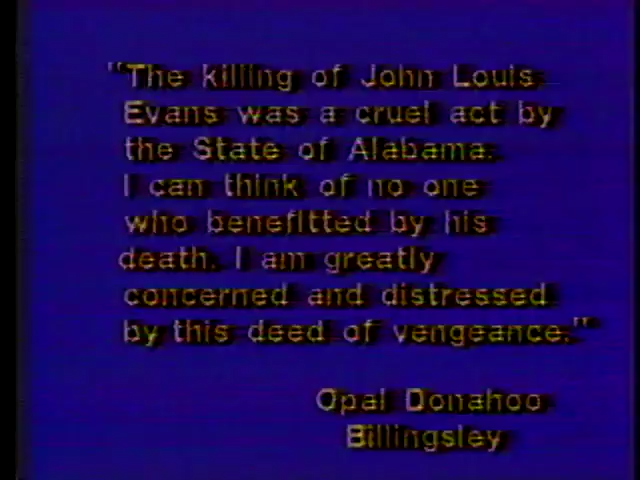 "The killing of John Louis
Evans was a cruel act by
the State of Alabama.
I can think of no one
who benefitted by his
death. I am greatly
concerned and distressed
by this deed of vengeance."
Opal Donahoo
Billingsley